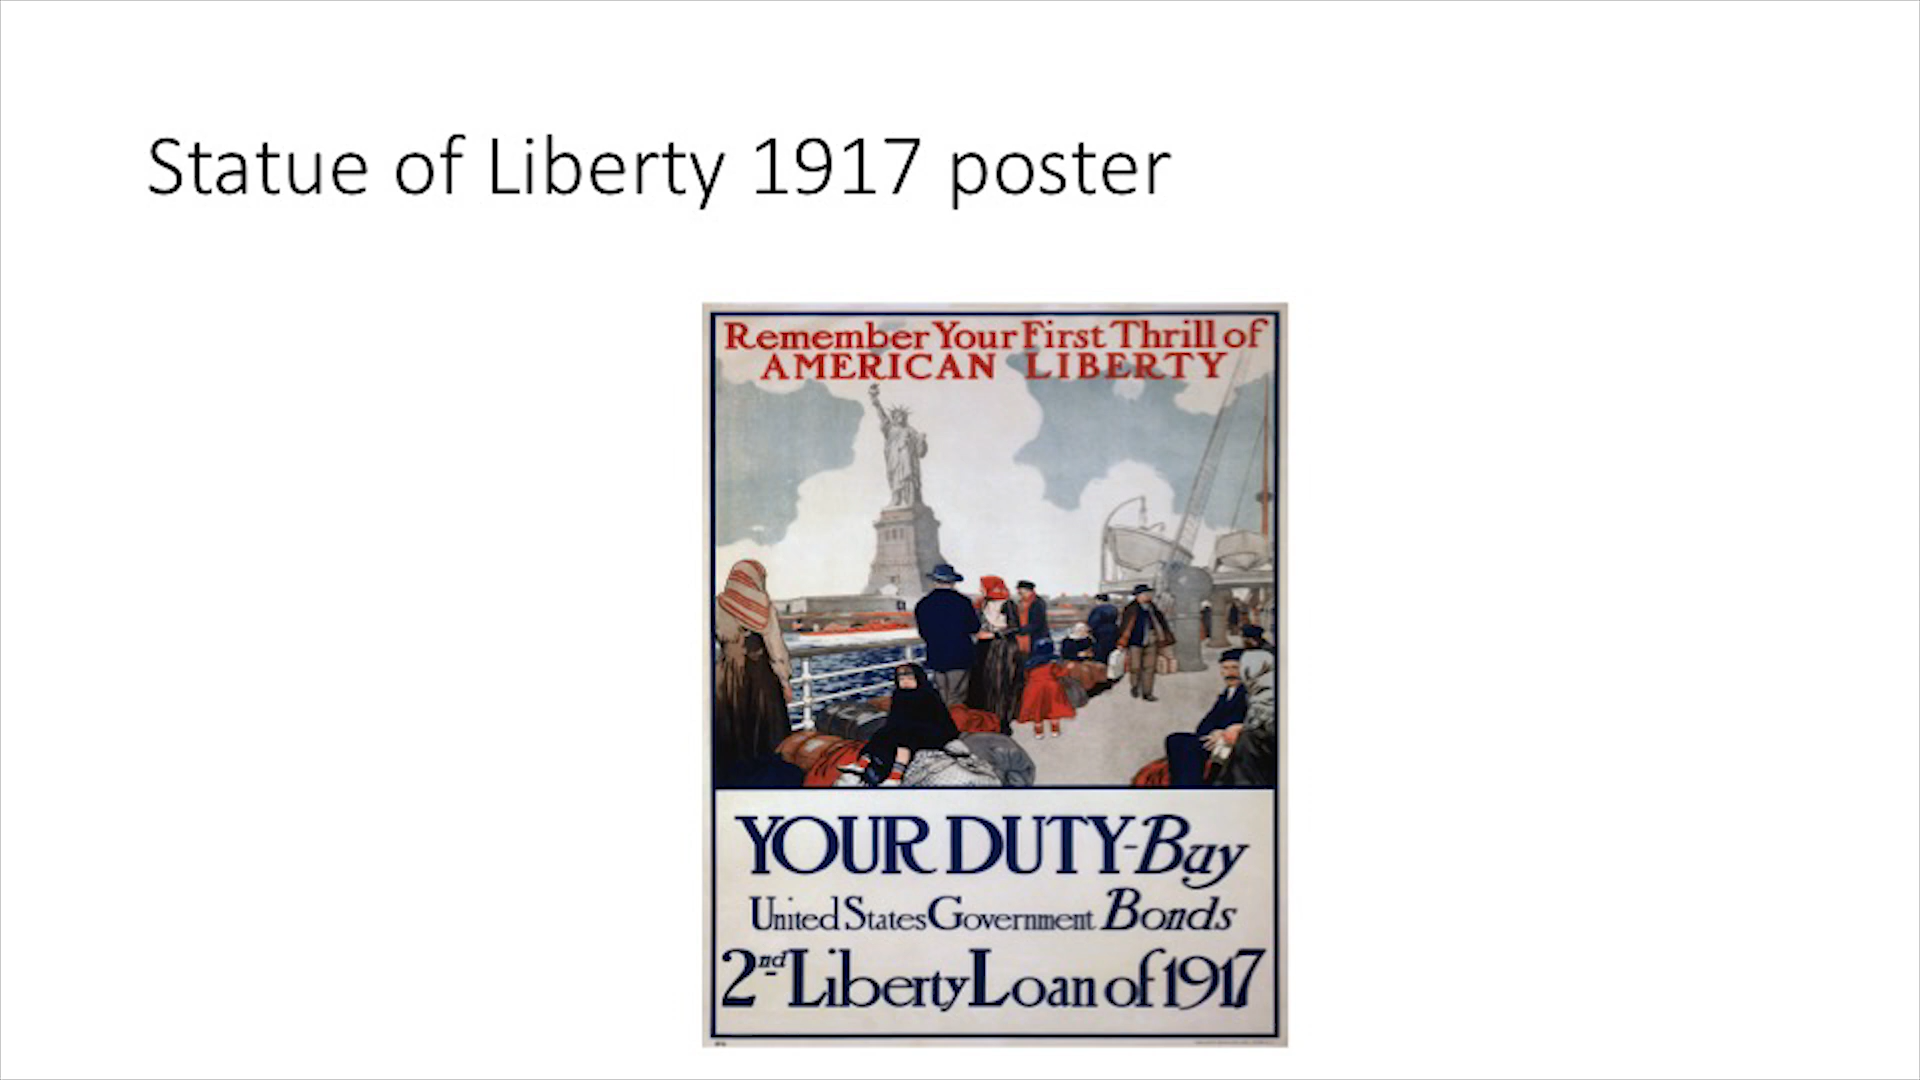 Statue of Liberty 1917 poster
Remember Your First Thrill of
AMERICAN LIBERTY
YOUR DUTY-Buy
United States Government Bonds
2nd Liberty Loan of 1917